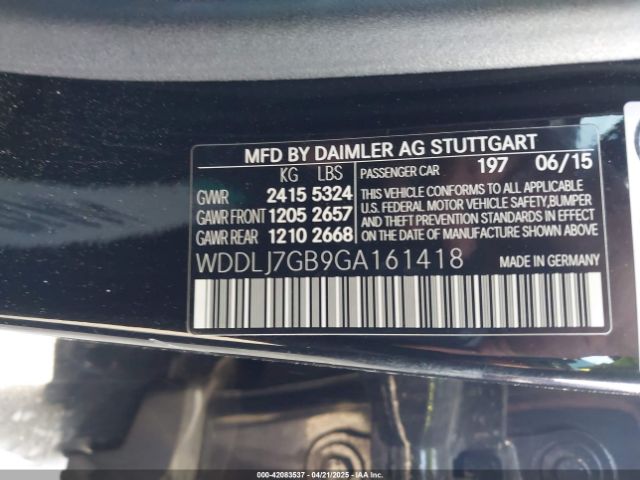 MFD BY DAIMLER AG STUTTGART
KG LBS PASSENGER CAR 197 06/15
GVWR 2415 5324
GAWR FRONT 1205 2657
GAWR REAR 1210 2668
THIS VEHICLE CONFORMS TO ALL APPLICABLE
U.S. FEDERAL MOTOR VEHICLE SAFETY,BUMPER
AND THEFT PREVENTION STANDARDS IN EFFECT
ON THE DATE OF MANUFACTURE SHOWN ABOVE
WDDLJ7GB9GA161418 MADE IN GERMANY
000-42083537 - 04/21/2025 - IAAI.COM